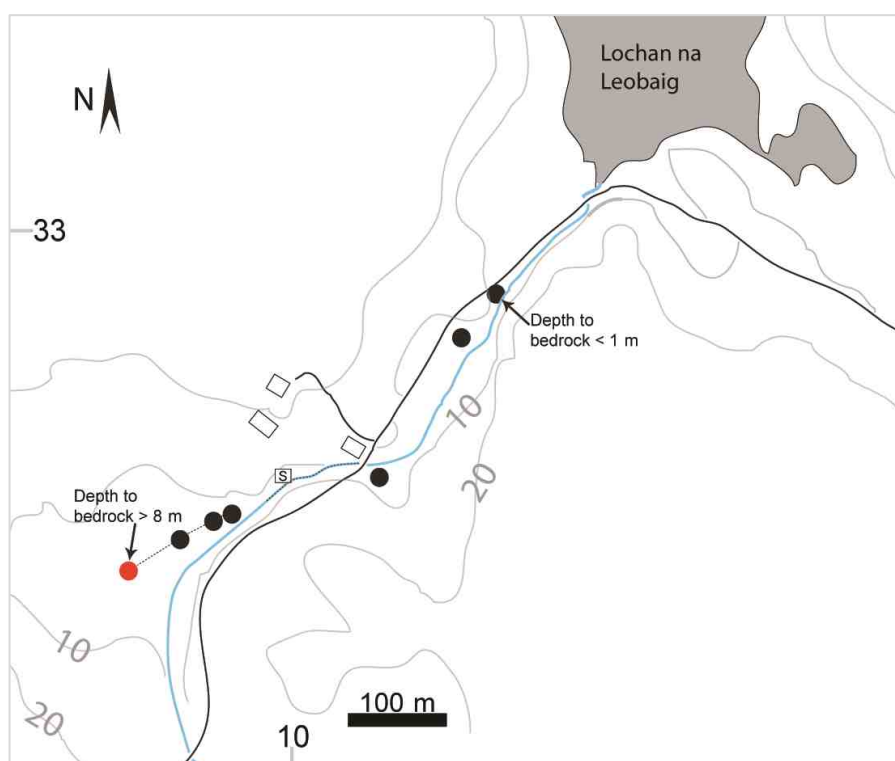 Lochan na
Leobaig
N
33
Depth to
bedrock < 1 m
10
20
S
Depth to
bedrock > 8 m
10
20
100 m
10